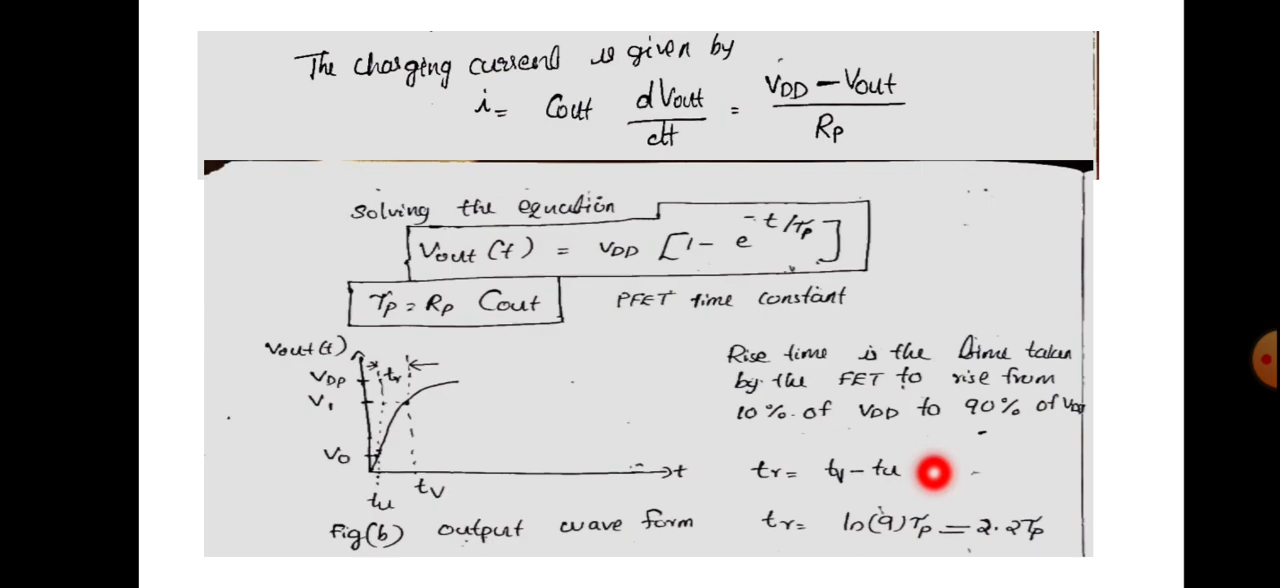 The charging current is given by
i = Cout dVout/dt = VDD - Vout / Rp
Solving the equation
Vout (t) = VDD [1 - e^-t/τp]
τp = Rp Cout PFET time constant
Vout(t)
VDD
tr
V1
V0
t
tu
tv
Fig(b) output wave form
Rise time is the time taken
by the FET to rise from
10% of VDD to 90% of VDD
tr = tv - tu
tr = ln(9) τp = 2.2τp